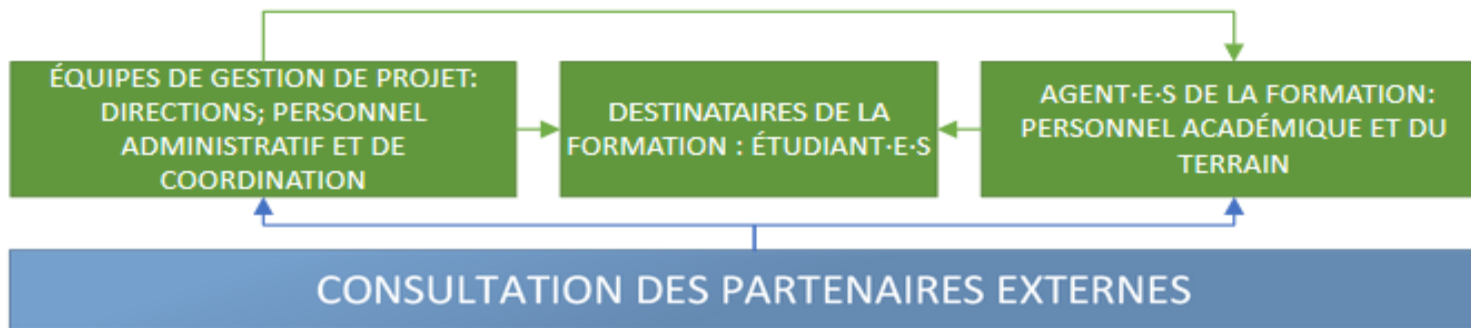 ÉQUIPES DE GESTION DE PROJET:
DIRECTIONS; PERSONNEL
ADMINISTRATIF ET DE
COORDINATION
DESTINATAIRES DE LA
FORMATION : ÉTUDIANT·E·S
AGENT·E·S DE LA FORMATION:
PERSONNEL ACADÉMIQUE ET DU
TERRAIN
CONSULTATION DES PARTENAIRES EXTERNES